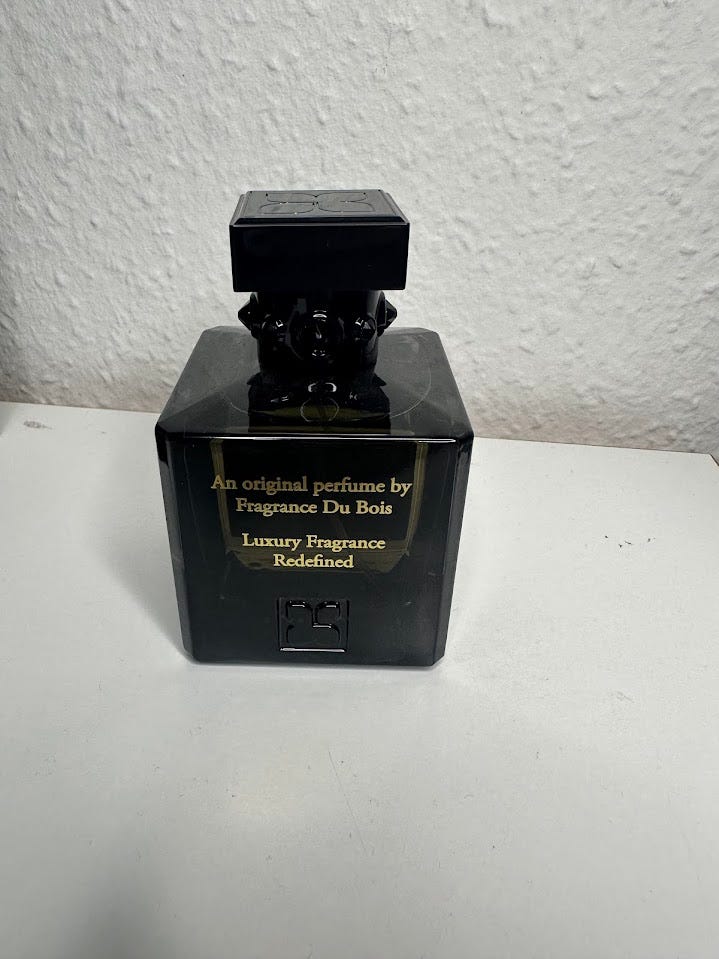 An original perfume by
Fragrance Du Bois
Luxury Fragrance
Redefined